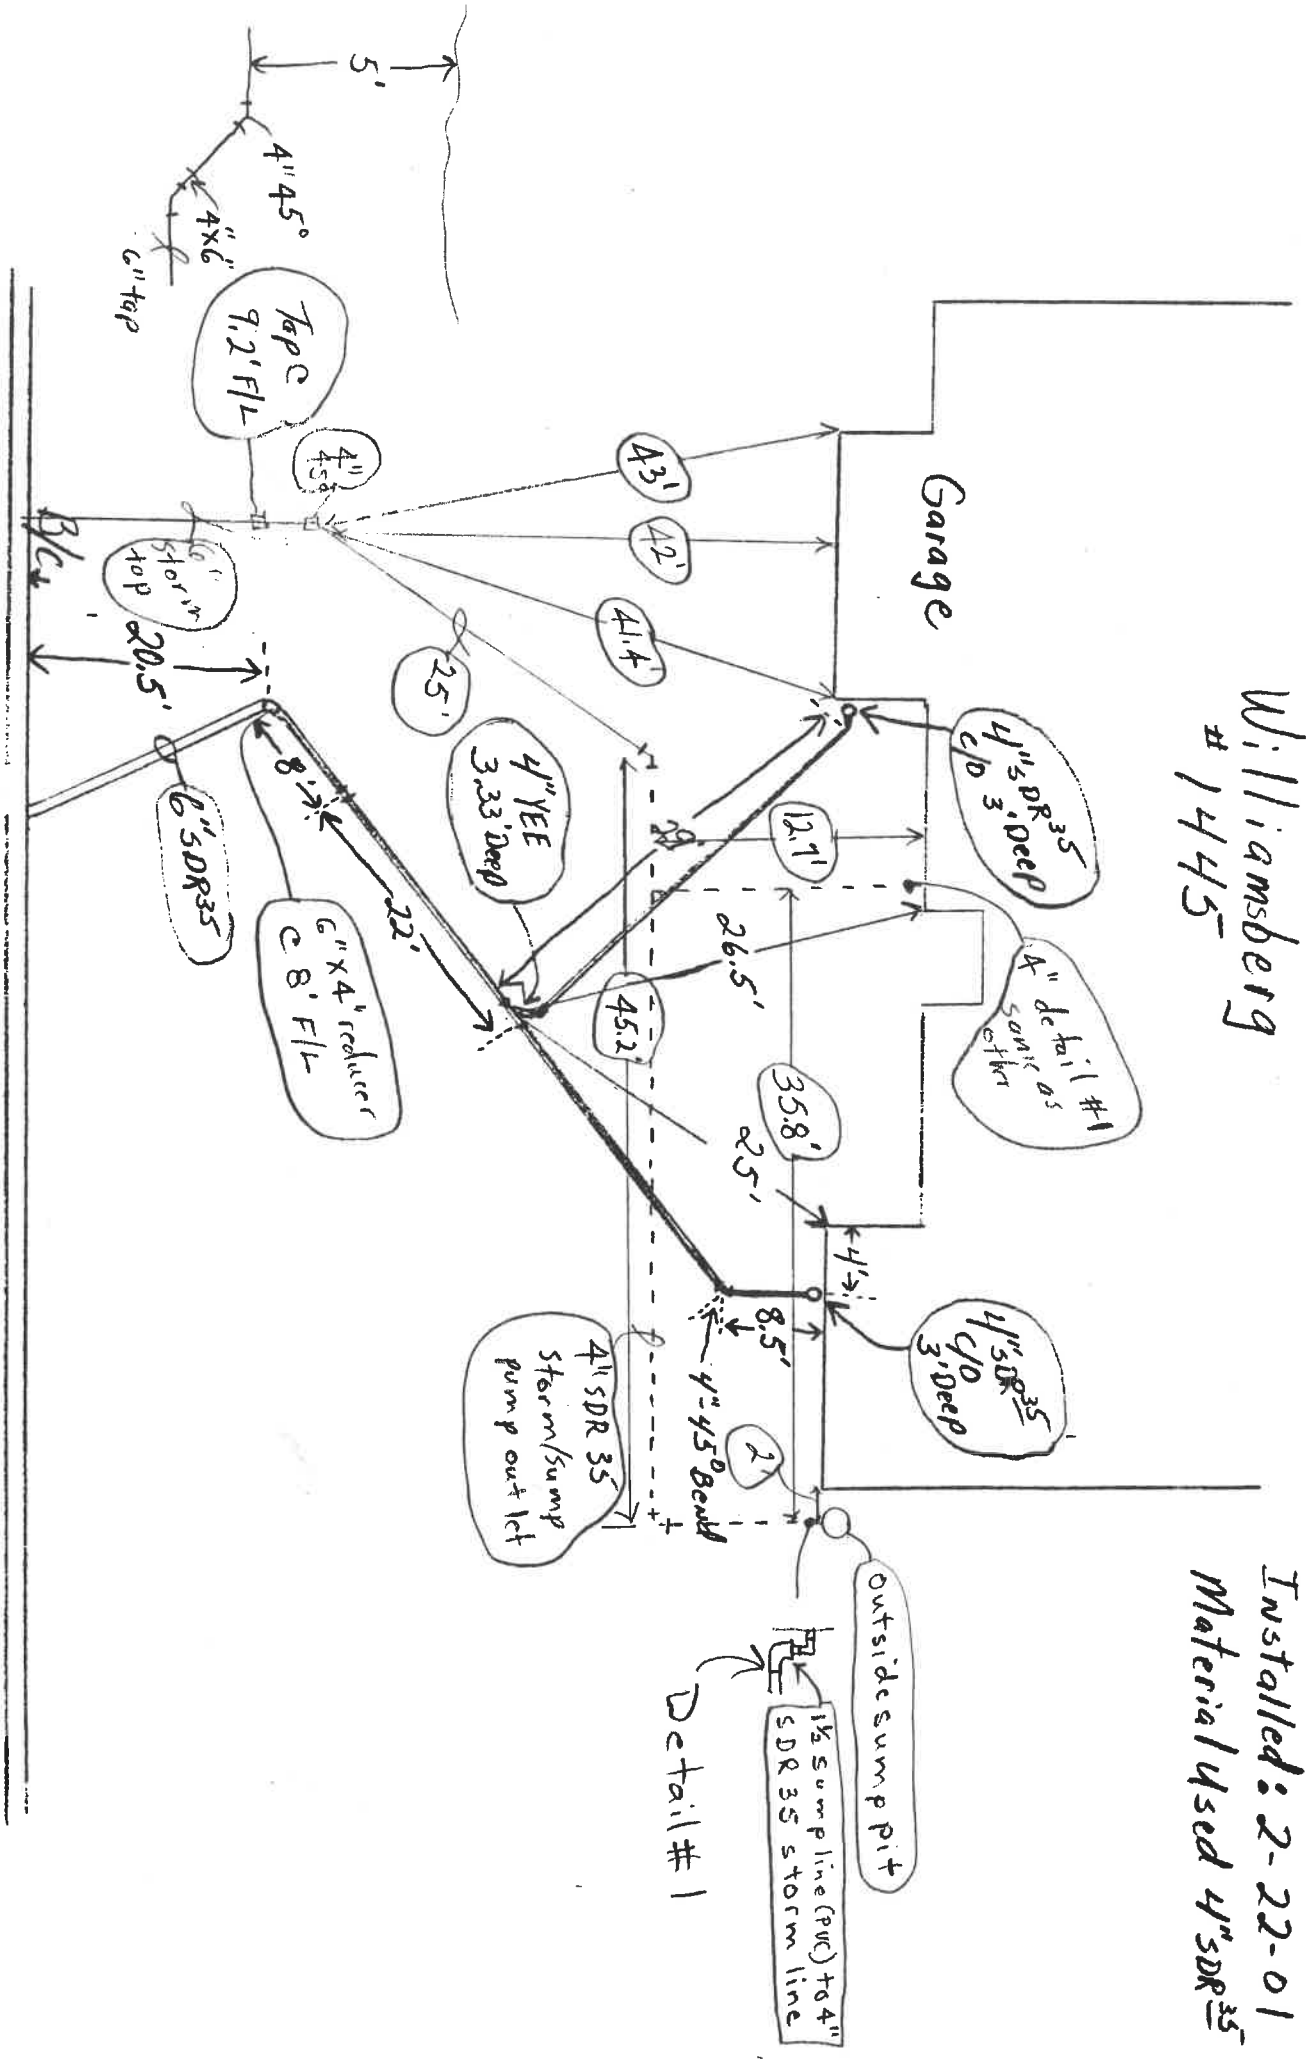 Williamsberg
# 1445
Installed: 2-22-01
Material Used 4" SDR 35
Garage
5'
4" 45°
4"x6"
6" tap
Tap @
9.2' F/L
4"
45°
6"
storm
tap
B/C
20.5'
43'
42'
41.4'
25'
4" SDR 35
c/o 3' Deep
4" YEE
3.33' Deep
29'
12.9'
4" detail #1
same as
other
26.5'
45.2'
35.8'
25'
8'
22'
6" SDR 35
6" x 4" reducer
@ 8' F/L
4'
8.5'
4" SDR 35
c/o
3' Deep
4"-45° Bend
2'
4" SDR 35
storm/sump
pump outlet
outside sump pit
1½ sump line (PVC) to 4"
SDR 35 storm line
Detail #1